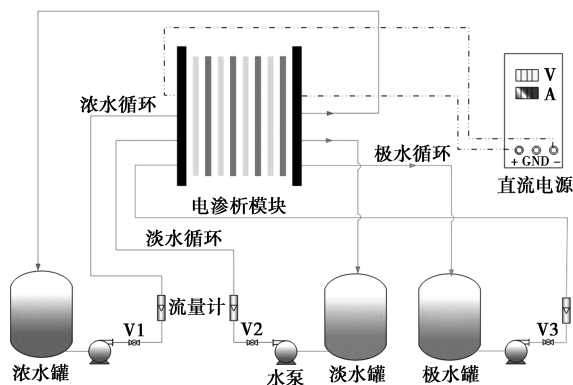 V
A
+ GND −
直流电源
浓水循环
极水循环
电渗析模块
淡水循环
流量计
V1
V2
V3
浓水罐
水泵
淡水罐
极水罐